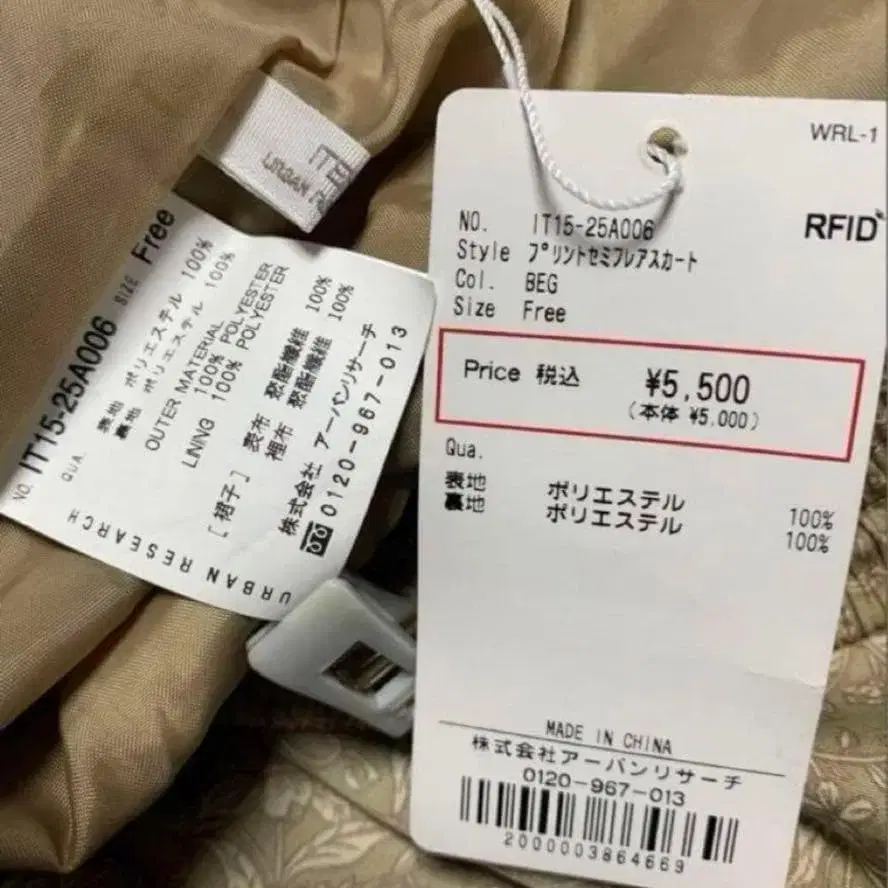 URBAN RE
NO. IT15-25A006 SIZE Free
QUA. 表地 ポリエステル 100%
裏地 ポリエステル 100%
OUTER MATERIAL
100% POLYESTER
LNING 100% POLYESTER
[裙子] 表布 聚酯纖維 100%
裡布 聚酯纖維 100%
株式会社 アーバンリサーチ
0120-967-013
URBAN RESEARCH
WRL-1
RFID
NO. IT15-25A006
Style プリントセミフレアスカート
Col. BEG
Size Free
Price 税込 ¥5,500
(本体 ¥5.000)
Qua.
表地 ポリエステル 100%
裏地 ポリエステル 100%
MADE IN CHINA
株式会社アーバンリサーチ
0120-967-013
2000003864669